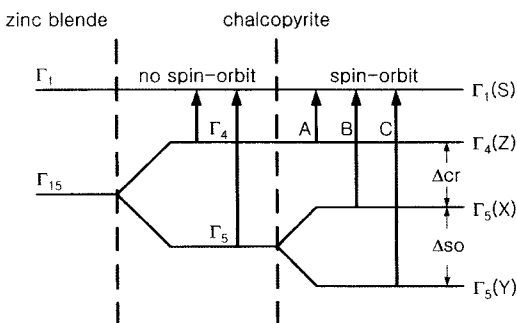 zinc blende
chalcopyrite
Γ₁
no spin-orbit
spin-orbit
Γ₁(S)
Γ₄
A
B
C
Γ₄(Z)
Δcr
Γ₁₅
Γ₅(X)
Γ₅
Δso
Γ₅(Y)